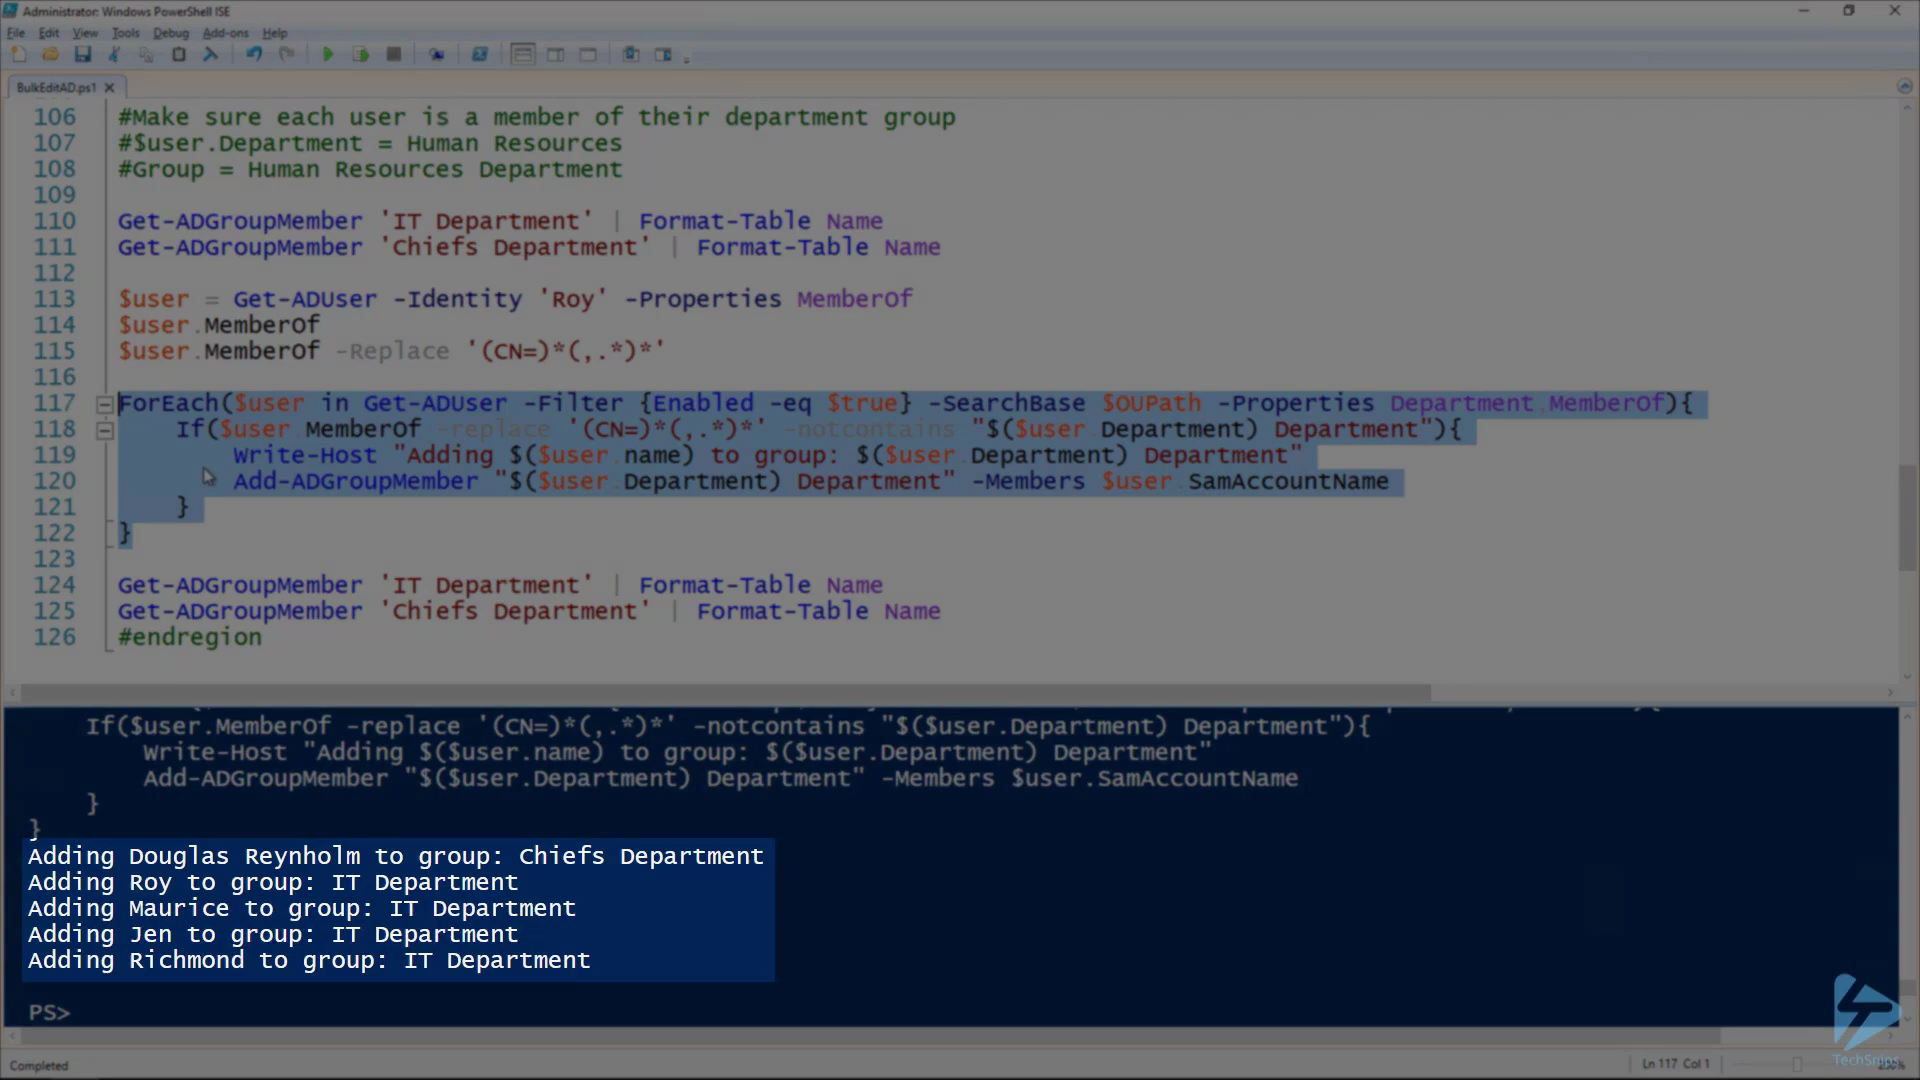 Administrator: Windows PowerShell ISE
File Edit View Tools Debug Add-ons Help
BulkEditAD.ps1
106 #Make sure each user is a member of their department group
107 #$user.Department = Human Resources
108 #Group = Human Resources Department
109
110 Get-ADGroupMember 'IT Department' | Format-Table Name
111 Get-ADGroupMember 'Chiefs Department' | Format-Table Name
112
113 $user = Get-ADUser -Identity 'Roy' -Properties MemberOf
114 $user.MemberOf
115 $user.MemberOf -Replace '(CN=)*(,.*)*'
116
117 ForEach($user in Get-ADUser -Filter {Enabled -eq $true} -SearchBase $OUPath -Properties Department,MemberOf){
118 If($user.MemberOf -replace '(CN=)*(,.*)*' -notcontains "$($user.Department) Department"){
119 Write-Host "Adding $($user.name) to group: $($user.Department) Department"
120 Add-ADGroupMember "$($user.Department) Department" -Members $user.SamAccountName
121 }
122 }
123
124 Get-ADGroupMember 'IT Department' | Format-Table Name
125 Get-ADGroupMember 'Chiefs Department' | Format-Table Name
126 #endregion
If($user.MemberOf -replace '(CN=)*(,.*)*' -notcontains "$($user.Department) Department"){
Write-Host "Adding $($user.name) to group: $($user.Department) Department"
Add-ADGroupMember "$($user.Department) Department" -Members $user.SamAccountName
}
}
Adding Douglas Reynholm to group: Chiefs Department
Adding Roy to group: IT Department
Adding Maurice to group: IT Department
Adding Jen to group: IT Department
Adding Richmond to group: IT Department
PS>
TechSnips
Completed
Ln 117 Col 1